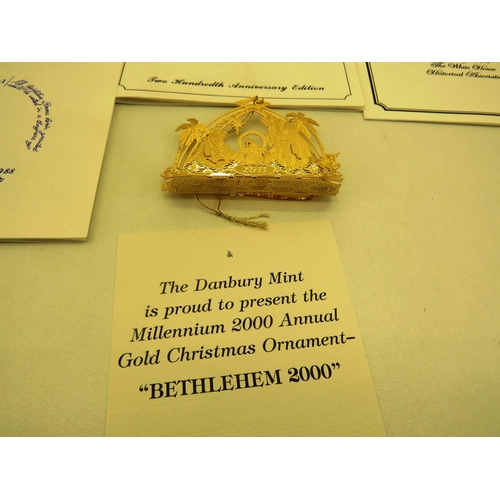 Two Hundredth Anniversary Edition
The White House
Historical Association
&
The Danbury Mint
is proud to present the
Millennium 2000 Annual
Gold Christmas Ornament–
“BETHLEHEM 2000”